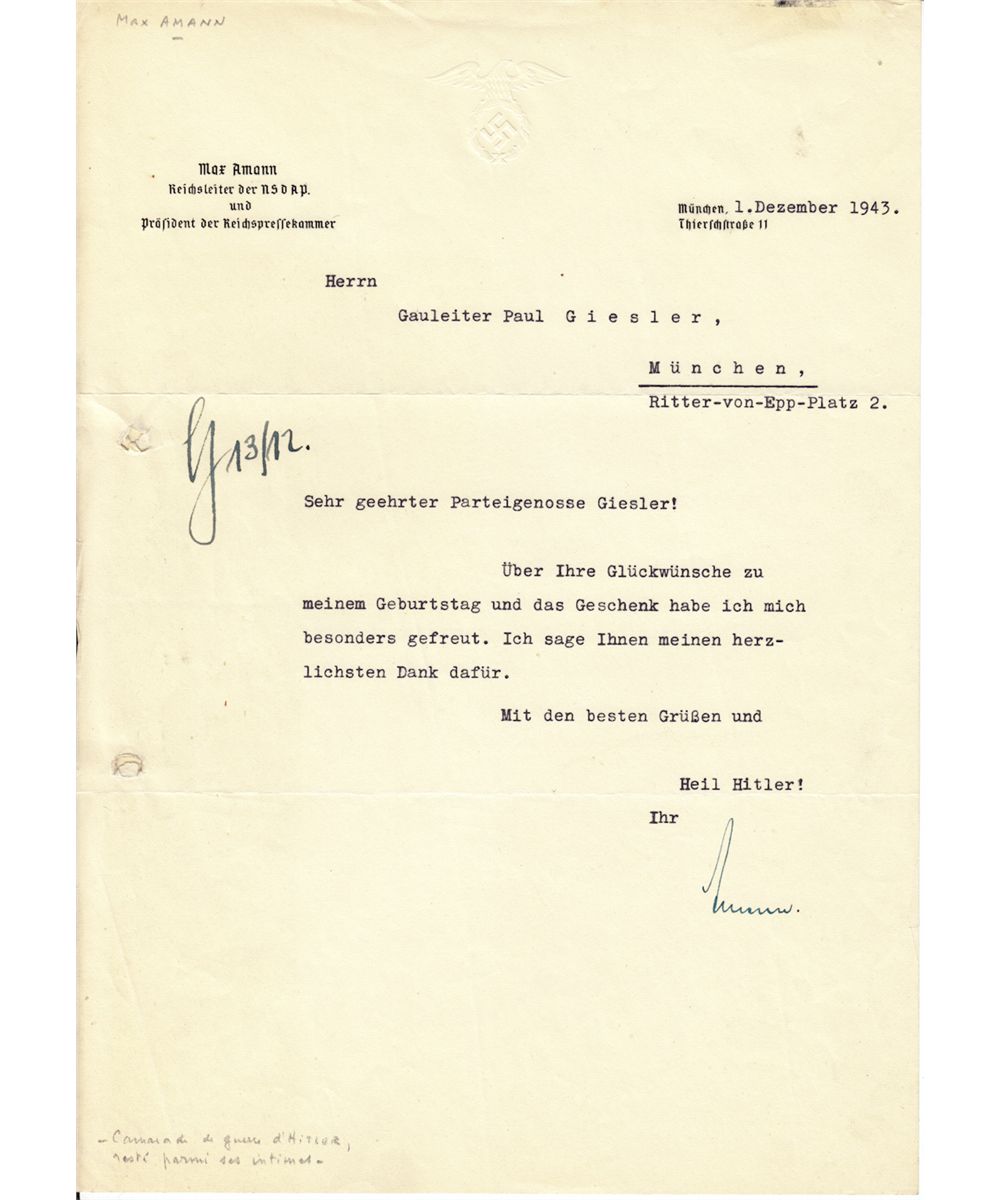 Max AMANN
Max Amann
Reichsleiter der NSDAP.
und
Präsident der Reichspressekammer
München, 1.Dezember 1943.
Thierschstraße 11
Herrn
Gauleiter Paul G i e s l e r ,
M ü n c h e n ,
Ritter-von-Epp-Platz 2.
G 13/12.
Sehr geehrter Parteigenosse Giesler!
Über Ihre Glückwünsche zu
meinem Geburtstag und das Geschenk habe ich mich
besonders gefreut. Ich sage Ihnen meinen herz-
lichsten Dank dafür.
Mit den besten Grüßen und
Heil Hitler!
Ihr
Amann.
- Camarade de guerre d'HITLER,
resté parmi ses intimes -